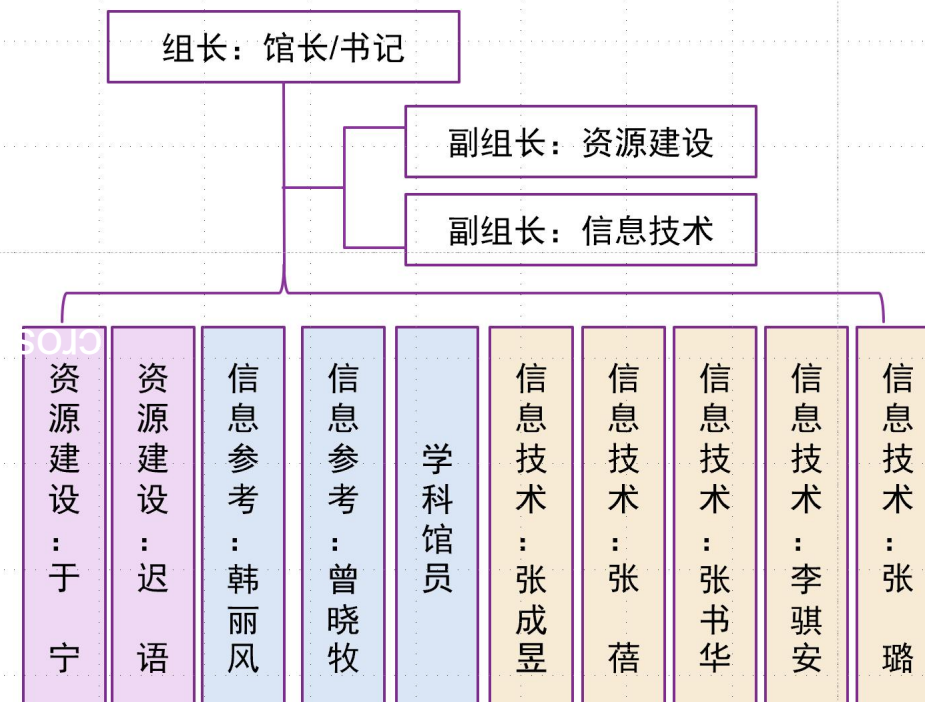 组长：馆长/书记
副组长：资源建设
副组长：信息技术
资源建设：于宁
资源建设：迟语
信息参考：韩丽风
信息参考：曾晓牧
学科馆员
信息技术：张成昱
信息技术：张蓓
信息技术：张书华
信息技术：李骐安
信息技术：张璐